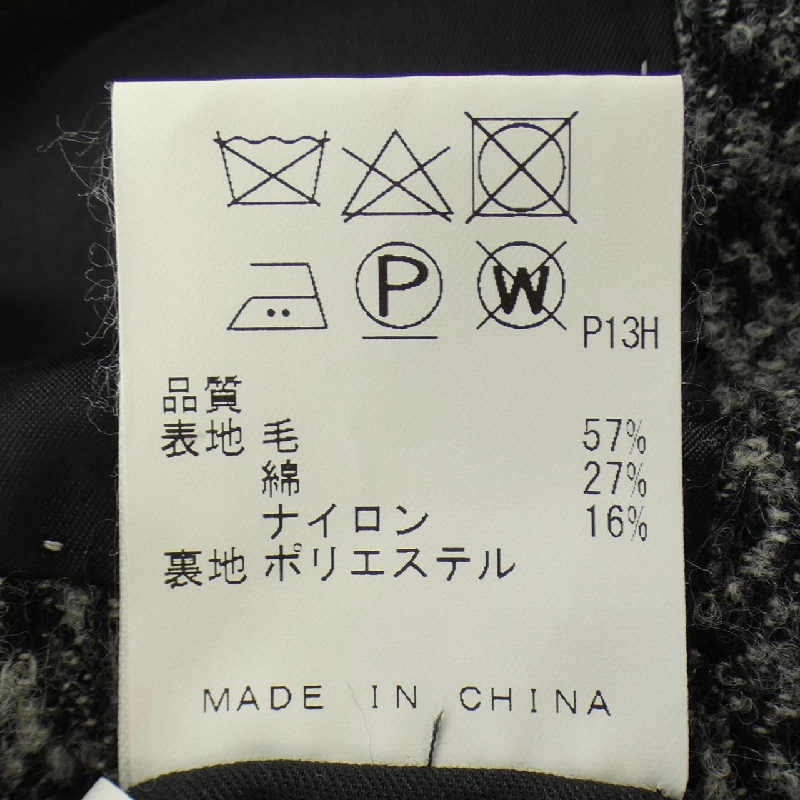 P W
P13H
品質
表地 毛 57%
綿 27%
ナイロン 16%
裏地 ポリエステル
MADE IN CHINA